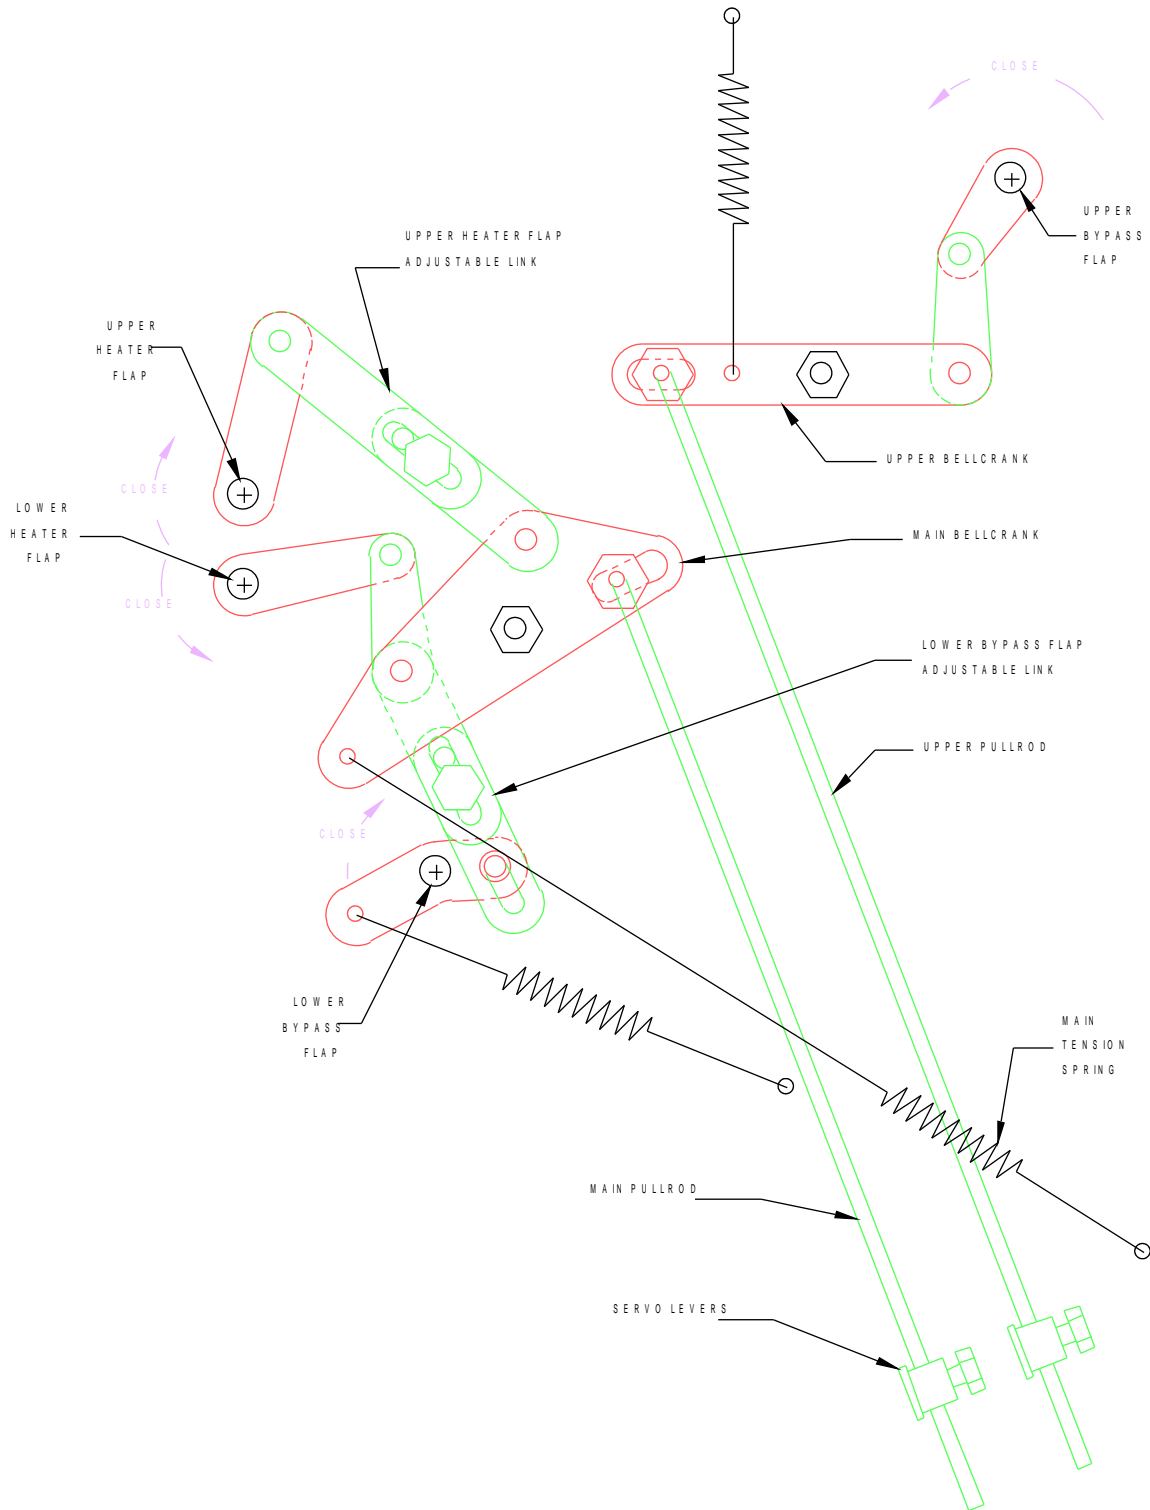 CLOSE
UPPER
BYPASS
FLAP
UPPER HEATER FLAP
ADJUSTABLE LINK
UPPER
HEATER
FLAP
UPPER BELLCRANK
CLOSE
LOWER
HEATER
FLAP
MAIN BELLCRANK
CLOSE
LOWER BYPASS FLAP
ADJUSTABLE LINK
UPPER PULLROD
CLOSE
LOWER
BYPASS
FLAP
MAIN
TENSION
SPRING
MAIN PULLROD
SERVO LEVERS